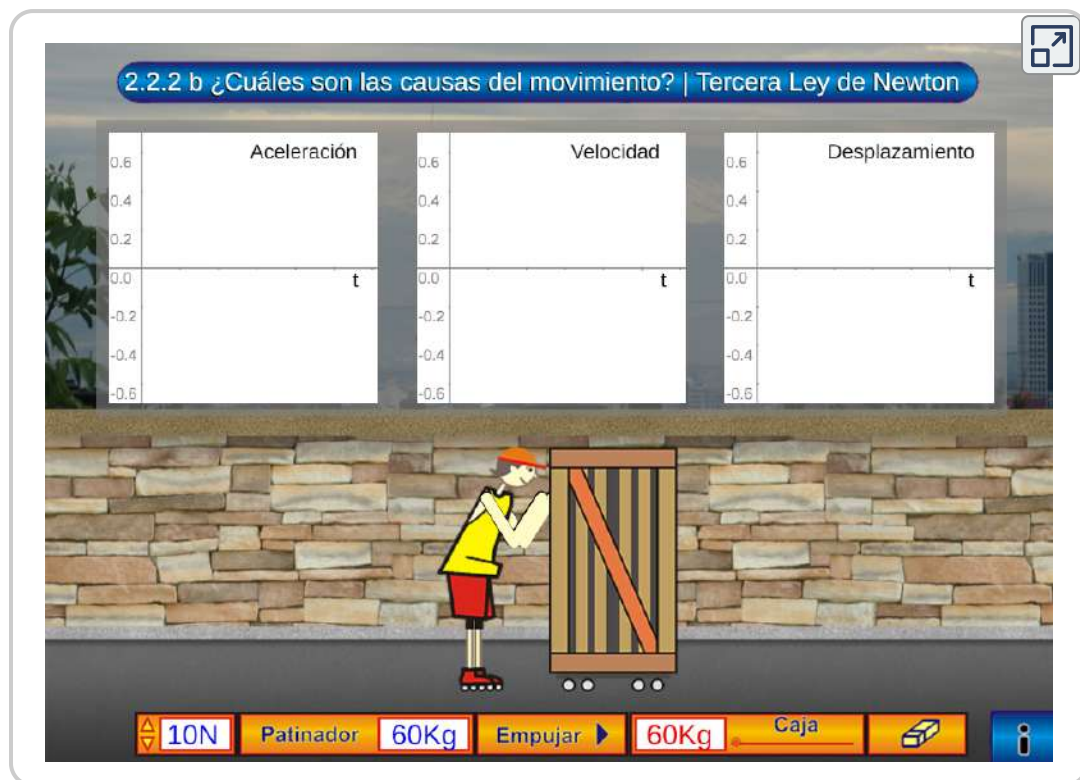 2.2.2 b ¿Cuáles son las causas del movimiento? | Tercera Ley de Newton
Aceleración
0.6
0.4
0.2
0.0
t
-0.2
-0.4
-0.6
Velocidad
0.6
0.4
0.2
0.0
t
-0.2
-0.4
-0.6
Desplazamiento
0.6
0.4
0.2
0.0
t
-0.2
-0.4
-0.6
10N Patinador 60Kg Empujar 60Kg Caja i